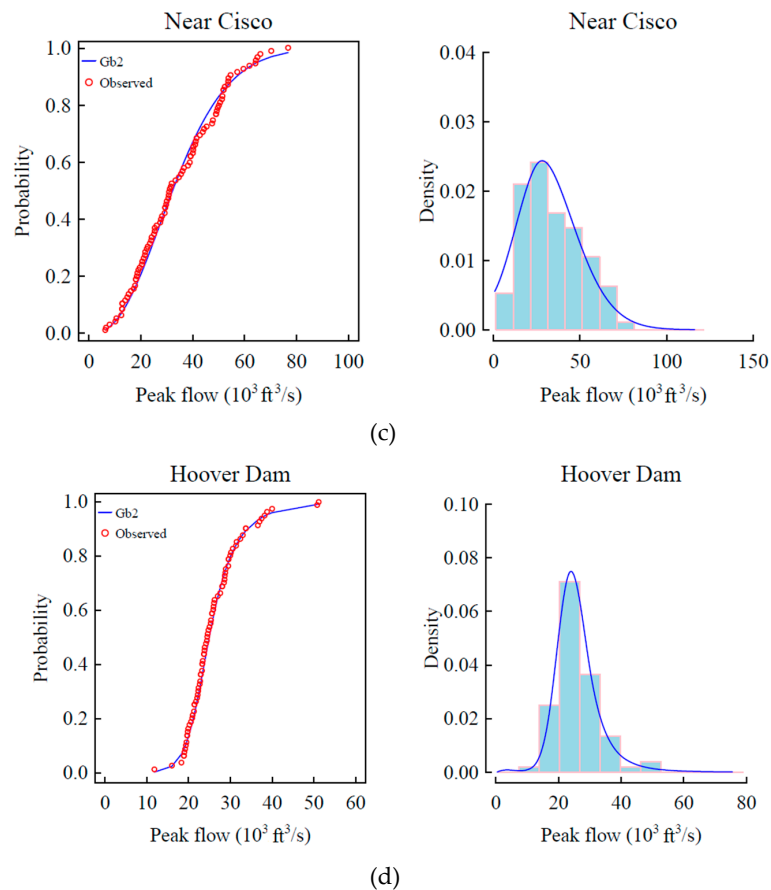 Near Cisco
1.0
0.8
0.6
0.4
0.2
0.0
Probability
Gb2
Observed
0 20 40 60 80 100
Peak flow (10³ ft³/s)
Near Cisco
0.04
0.03
0.02
0.01
0.00
Density
0 50 100 150
Peak flow (10³ ft³/s)
(c)
Hoover Dam
1.0
0.8
0.6
0.4
0.2
0.0
Probability
Gb2
Observed
0 10 20 30 40 50 60
Peak flow (10³ ft³/s)
Hoover Dam
0.10
0.08
0.06
0.04
0.02
0.00
Density
0 20 40 60 80
Peak flow (10³ ft³/s)
(d)